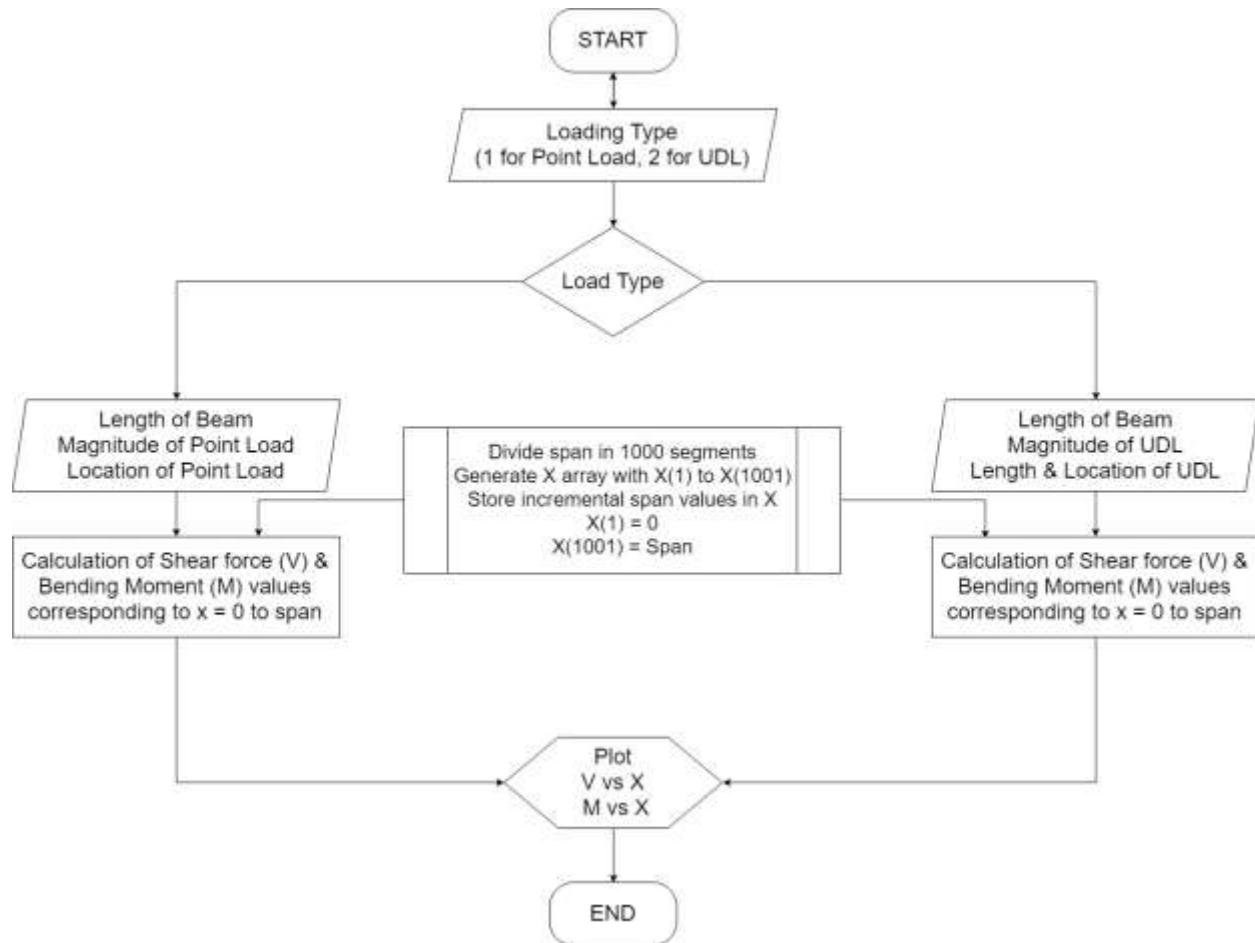 START
Loading Type
(1 for Point Load, 2 for UDL)
Load Type
Length of Beam
Magnitude of Point Load
Location of Point Load
Divide span in 1000 segments
Generate X array with X(1) to X(1001)
Store incremental span values in X
X(1) = 0
X(1001) = Span
Length of Beam
Magnitude of UDL
Length & Location of UDL
Calculation of Shear force (V) &
Bending Moment (M) values
corresponding to x = 0 to span
Calculation of Shear force (V) &
Bending Moment (M) values
corresponding to x = 0 to span
Plot
V vs X
M vs X
END